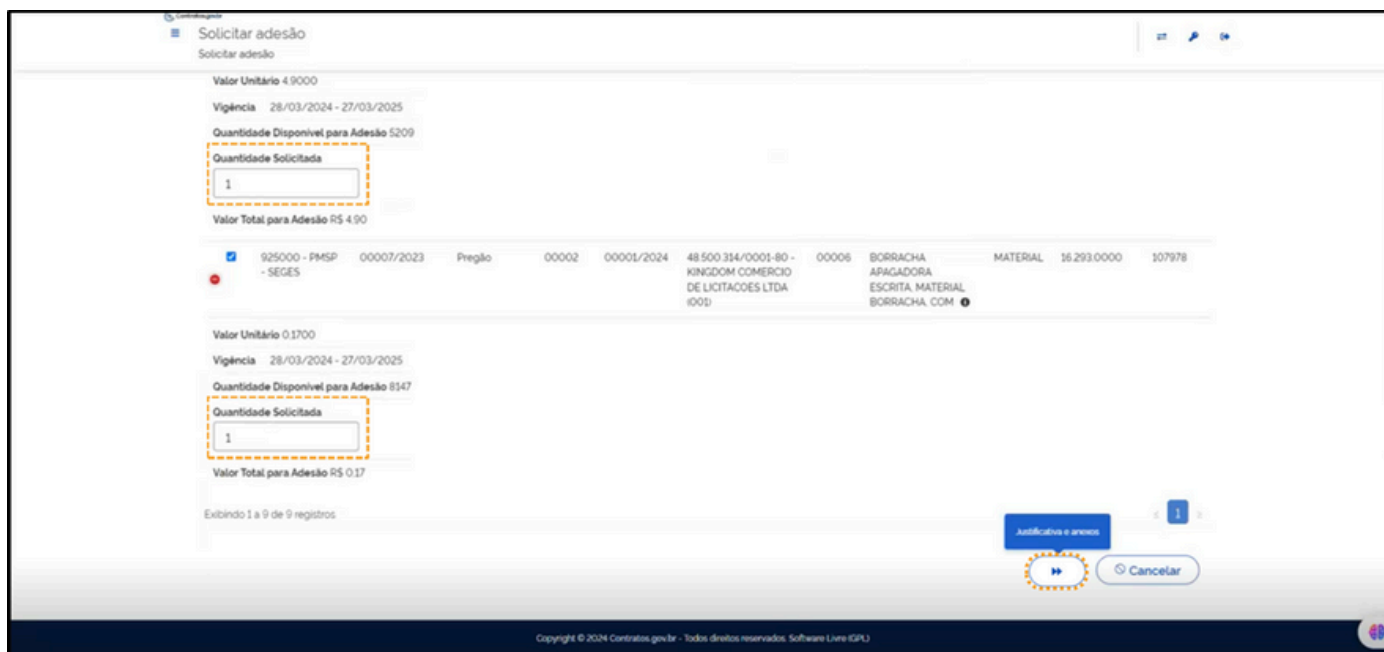 Contratos.gov.br
Solicitar adesão
Solicitar adesão
Valor Unitário 4.9000
Vigência 28/03/2024 - 27/03/2025
Quantidade Disponível para Adesão 5209
Quantidade Solicitada
1
Valor Total para Adesão R$ 4.90
925000 - PMSP 00007/2023 Pregão 00002 00001/2024 48.500.314/0001-80 - 00006 BORRACHA MATERIAL 16.293.0000 107978
- SEGES KINGDOM COMERCIO APAGADORA
DE LICITACOES LTDA ESCRITA, MATERIAL
(001) BORRACHA, COM
Valor Unitário 0.1700
Vigência 28/03/2024 - 27/03/2025
Quantidade Disponível para Adesão 8147
Quantidade Solicitada
1
Valor Total para Adesão R$ 0.17
Exibindo 1 a 9 de 9 registros
< 1 >
Justificativa e anexos
Cancelar
Copyright © 2024 Contratos.gov.br - Todos direitos reservados. Software Livre (GPL)